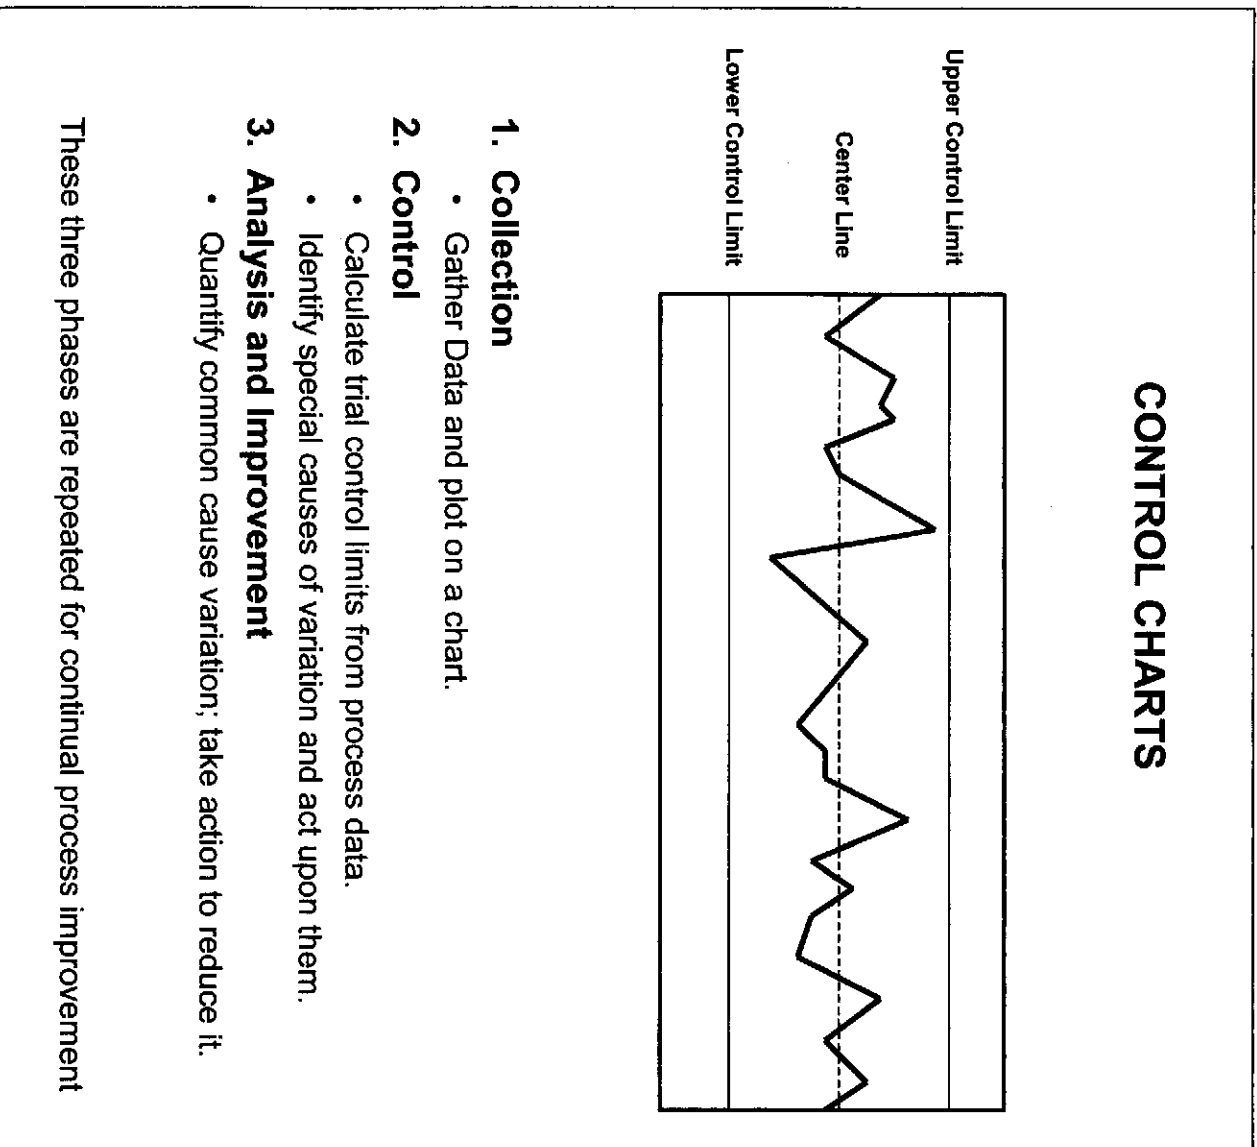 CONTROL CHARTS
Upper Control Limit
Center Line
Lower Control Limit
1. Collection
• Gather Data and plot on a chart.
2. Control
• Calculate trial control limits from process data.
• Identify special causes of variation and act upon them.
3. Analysis and Improvement
• Quantify common cause variation; take action to reduce it.
These three phases are repeated for continual process improvement